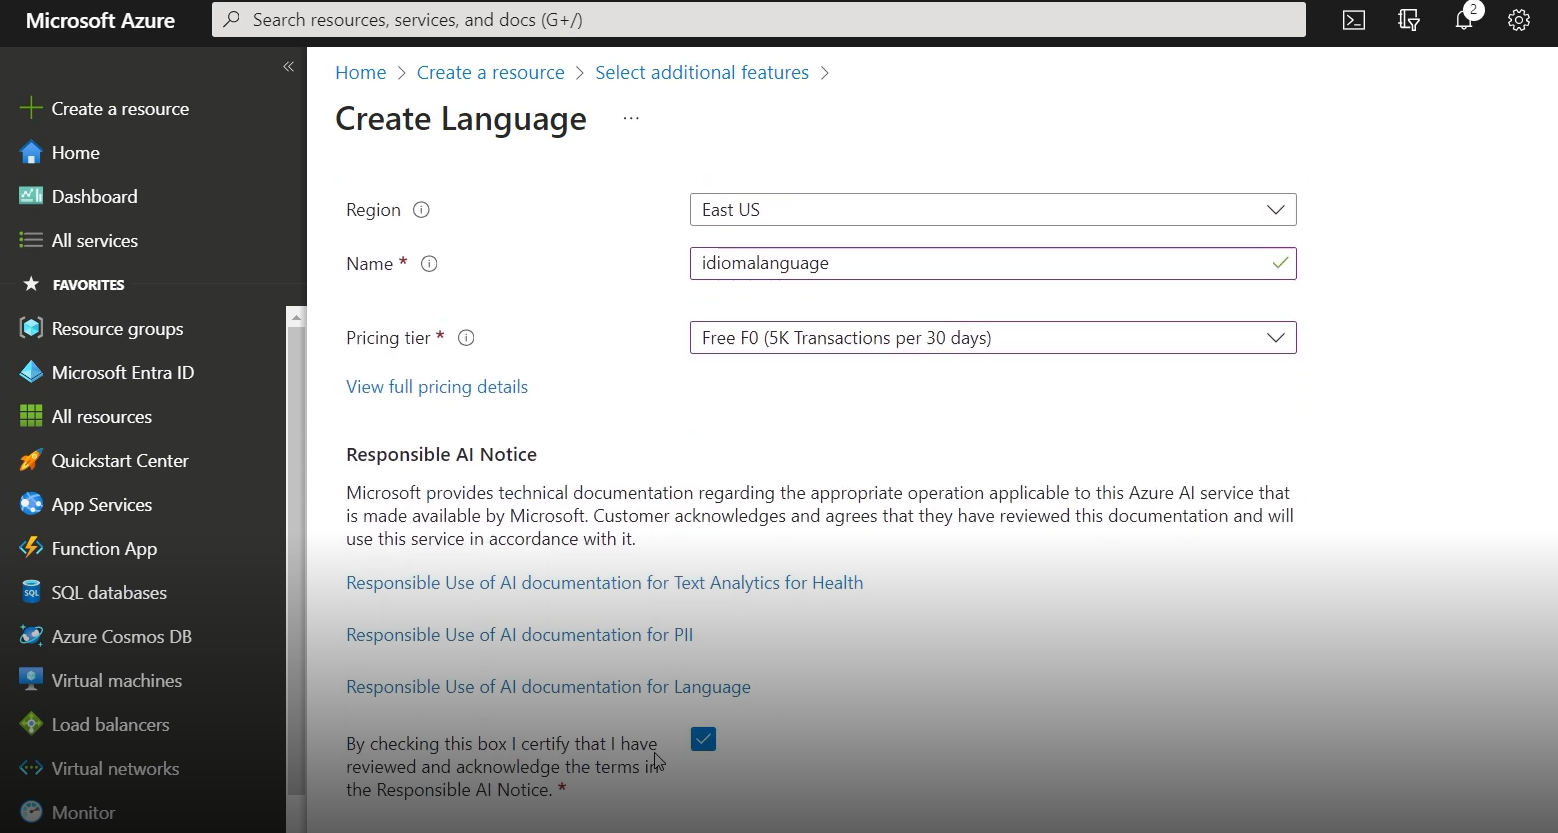 Microsoft Azure
Search resources, services, and docs (G+/)
2
«
Create a resource
Home
Dashboard
All services
FAVORITES
Resource groups
Microsoft Entra ID
All resources
Quickstart Center
App Services
Function App
SQL databases
Azure Cosmos DB
Virtual machines
Load balancers
Virtual networks
Monitor
Home > Create a resource > Select additional features >
Create Language ...
Region
East US
Name *
idiomalanguage
Pricing tier *
Free F0 (5K Transactions per 30 days)
View full pricing details
Responsible AI Notice
Microsoft provides technical documentation regarding the appropriate operation applicable to this Azure AI service that
is made available by Microsoft. Customer acknowledges and agrees that they have reviewed this documentation and will
use this service in accordance with it.
Responsible Use of AI documentation for Text Analytics for Health
Responsible Use of AI documentation for PII
Responsible Use of AI documentation for Language
By checking this box I certify that I have
reviewed and acknowledge the terms in
the Responsible AI Notice. *